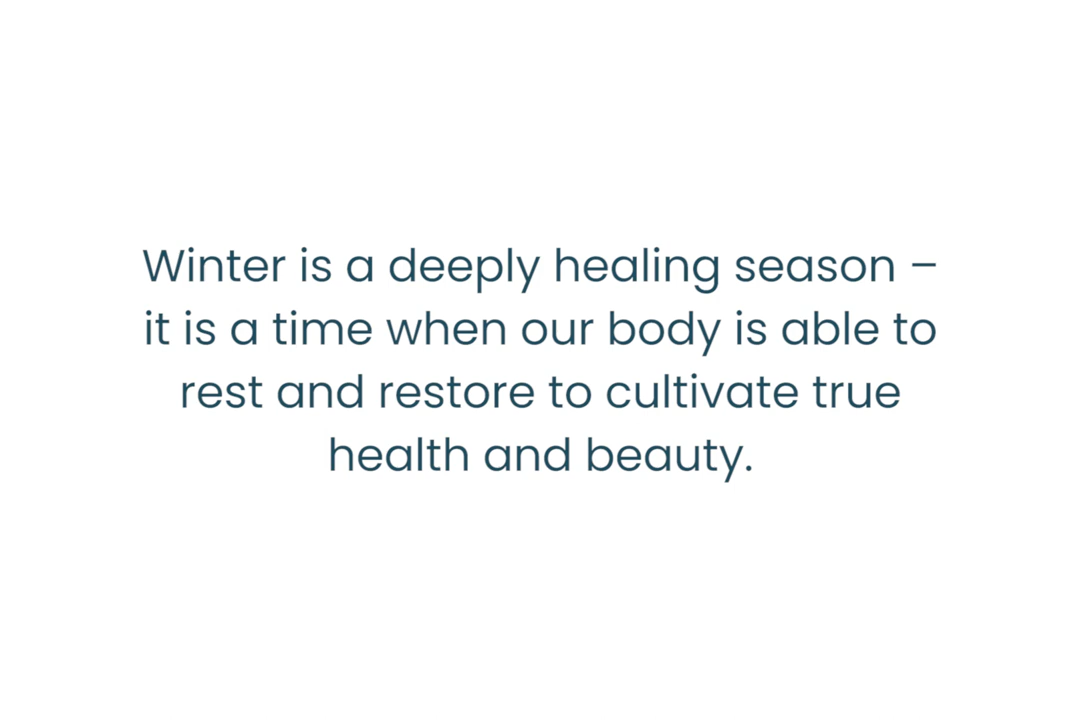 Winter is a deeply healing season –
it is a time when our body is able to
rest and restore to cultivate true
health and beauty.